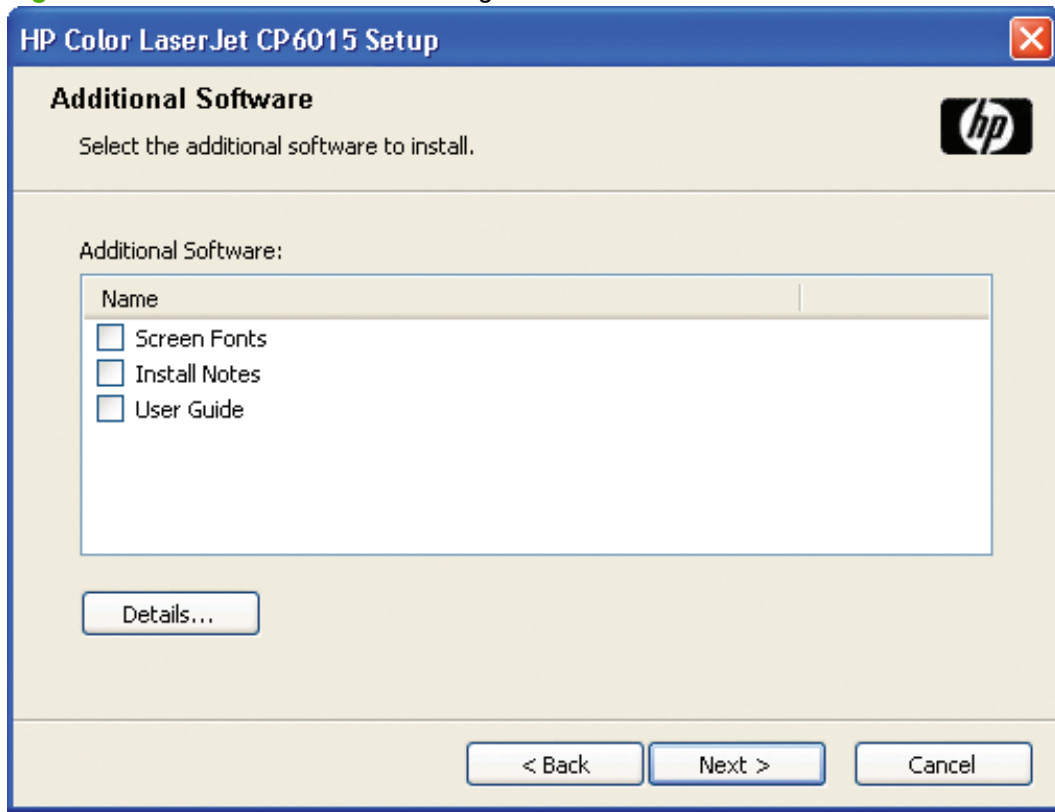 HP Color LaserJet CP6015 Setup
Additional Software
Select the additional software to install.
hp
Additional Software:
Name
Screen Fonts
Install Notes
User Guide
Details...
< Back
Next >
Cancel